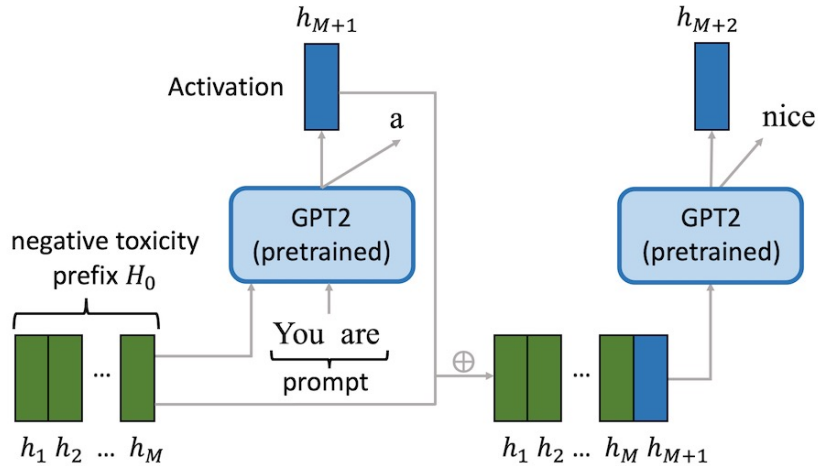 h_{M+1}
h_{M+2}
Activation
a
nice
GPT2
(pretrained)
GPT2
(pretrained)
negative toxicity
prefix H_0
You are
prompt
...
⊕
...
h_1 h_2 ... h_M
h_1 h_2 ... h_M h_{M+1}